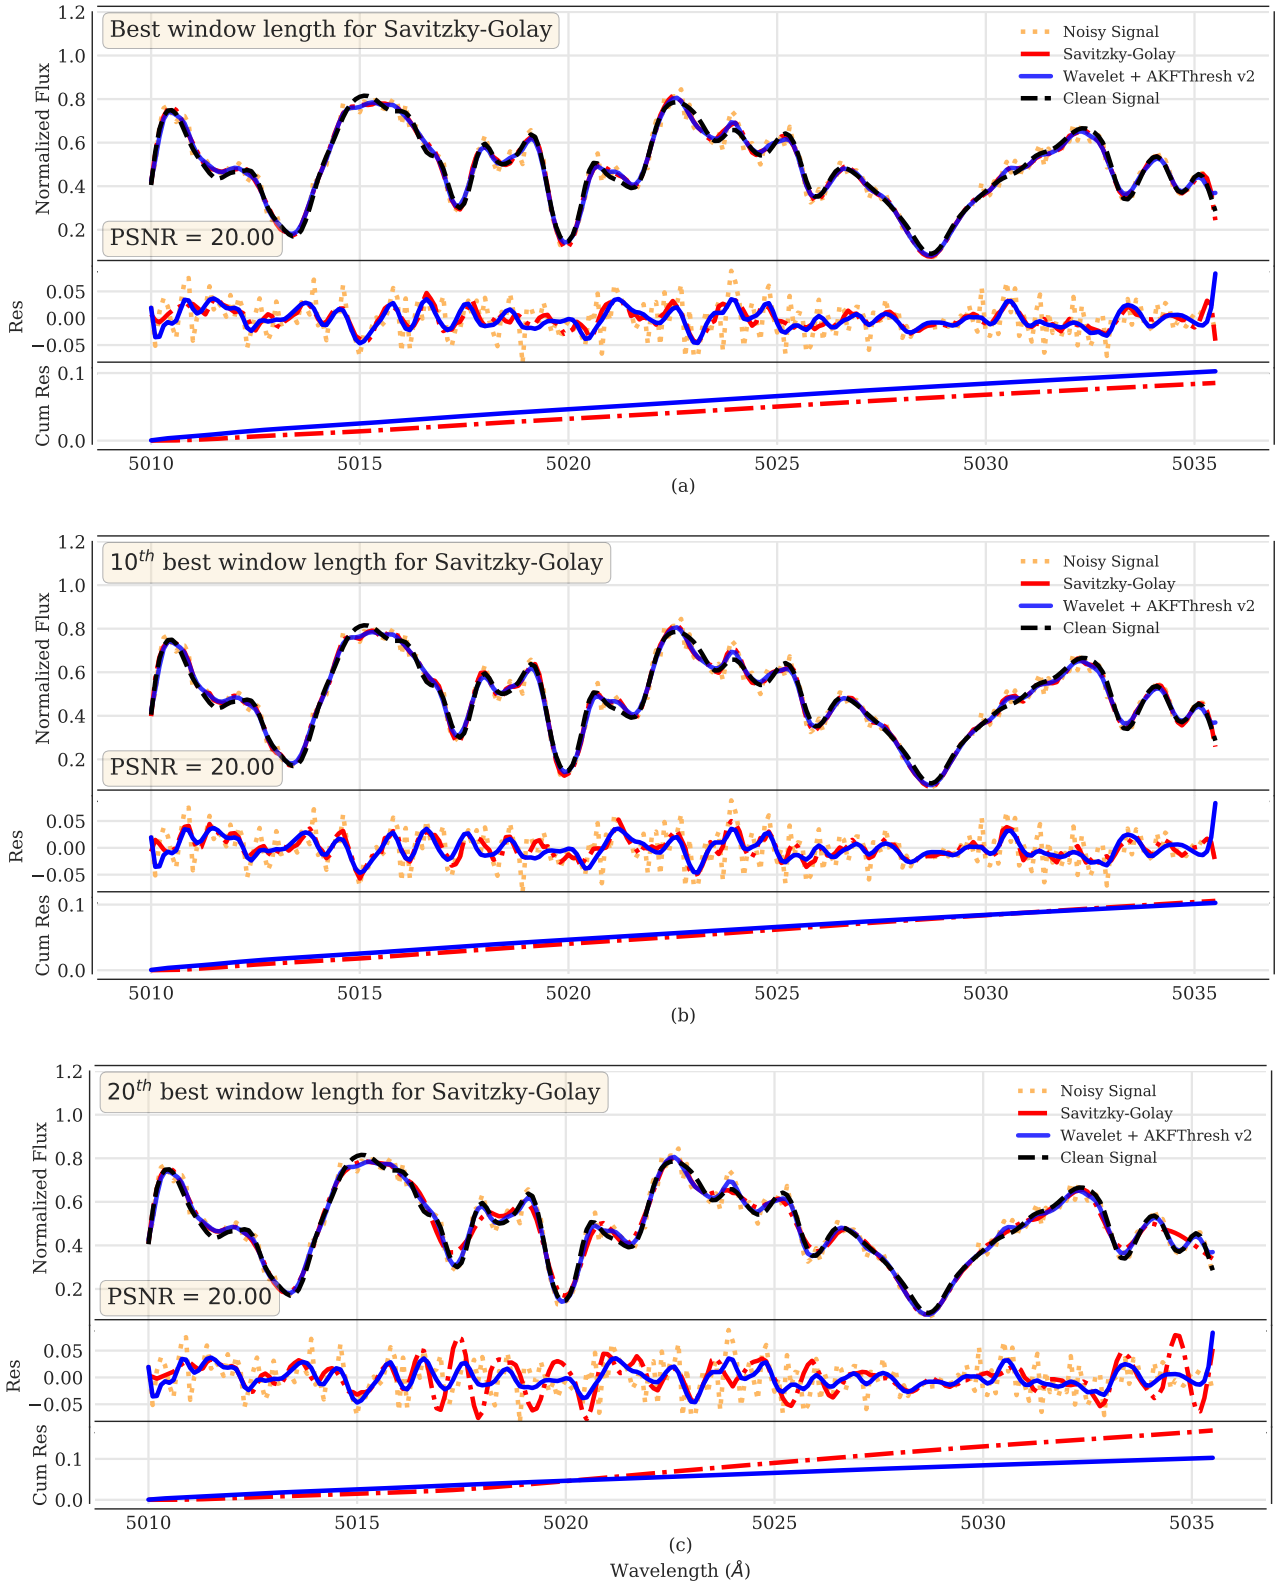 Best window length for Savitzky-Golay
Noisy Signal
Savitzky-Golay
Wavelet + AKFThresh v2
Clean Signal
PSNR = 20.00
Normalized Flux
1.2
1.0
0.8
0.6
0.4
0.2
Res
0.05
0.00
−0.05
Cum Res
0.1
0.0
5010 5015 5020 5025 5030 5035
(a)
10th best window length for Savitzky-Golay
Noisy Signal
Savitzky-Golay
Wavelet + AKFThresh v2
Clean Signal
PSNR = 20.00
Normalized Flux
1.2
1.0
0.8
0.6
0.4
0.2
Res
0.05
0.00
−0.05
Cum Res
0.1
0.0
5010 5015 5020 5025 5030 5035
(b)
20th best window length for Savitzky-Golay
Noisy Signal
Savitzky-Golay
Wavelet + AKFThresh v2
Clean Signal
PSNR = 20.00
Normalized Flux
1.2
1.0
0.8
0.6
0.4
0.2
Res
0.05
0.00
−0.05
Cum Res
0.1
0.0
5010 5015 5020 5025 5030 5035
(c)
Wavelength (Å)